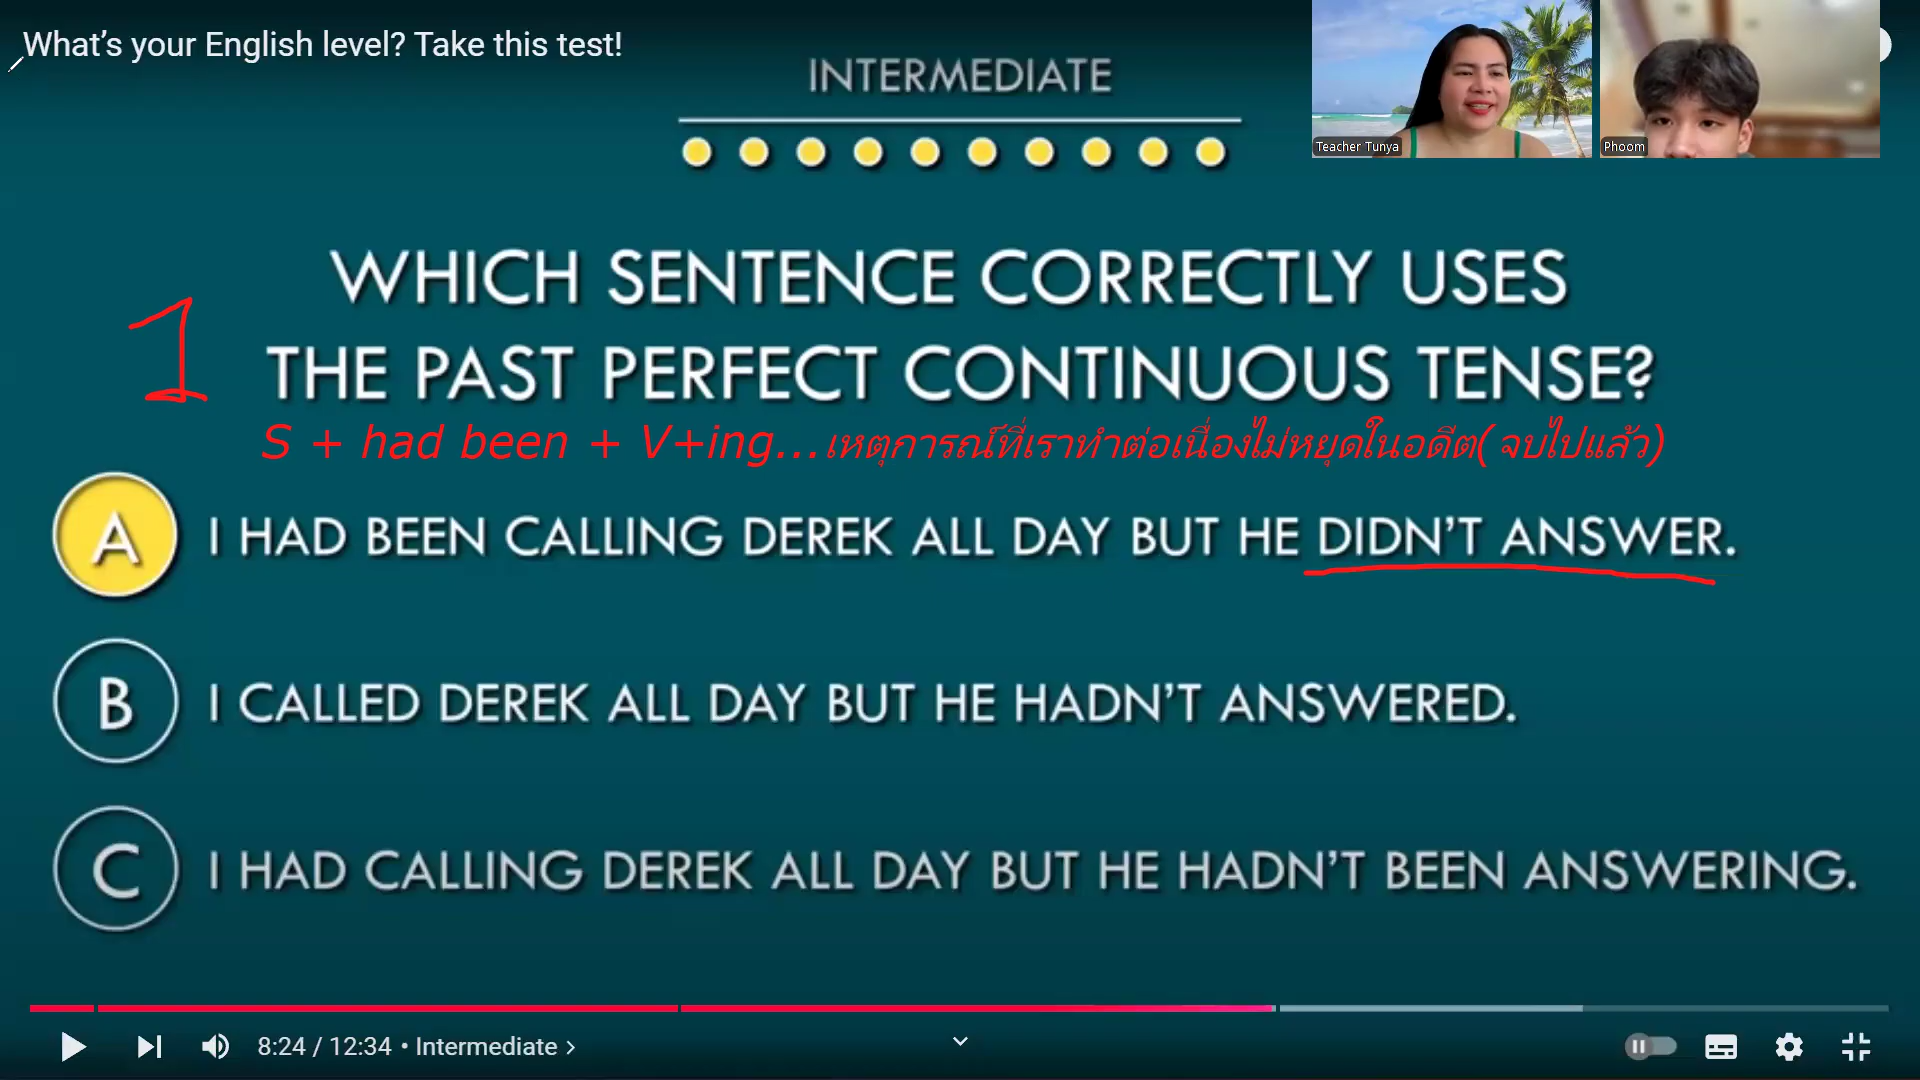 What's your English level? Take this test!
INTERMEDIATE
Teacher Tunya
Phoom
WHICH SENTENCE CORRECTLY USES
THE PAST PERFECT CONTINUOUS TENSE?
1
S + had been + V+ing...เหตุการณ์ที่เราทำต่อเนื่องไม่หยุดในอดีต(จบไปแล้ว)
A I HAD BEEN CALLING DEREK ALL DAY BUT HE DIDN'T ANSWER.
B I CALLED DEREK ALL DAY BUT HE HADN'T ANSWERED.
C I HAD CALLING DEREK ALL DAY BUT HE HADN'T BEEN ANSWERING.
8:24 / 12:34 • Intermediate >